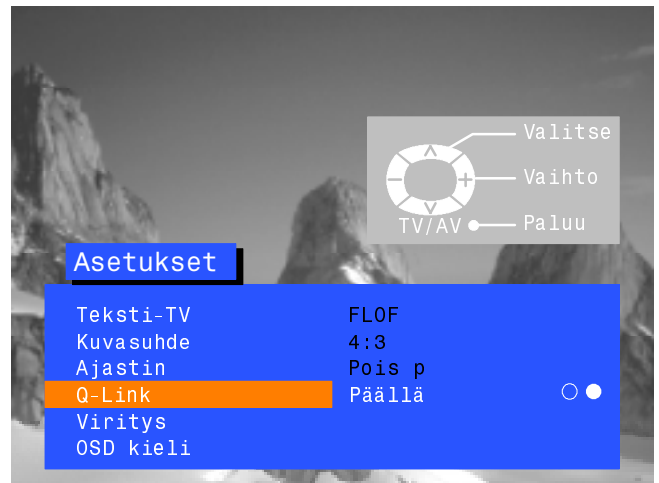 Valitse
Vaihto
TV/AV Paluu
Asetukset
Teksti-TV FLOF
Kuvasuhde 4:3
Ajastin Pois p
Q-Link Päällä
Viritys
OSD kieli